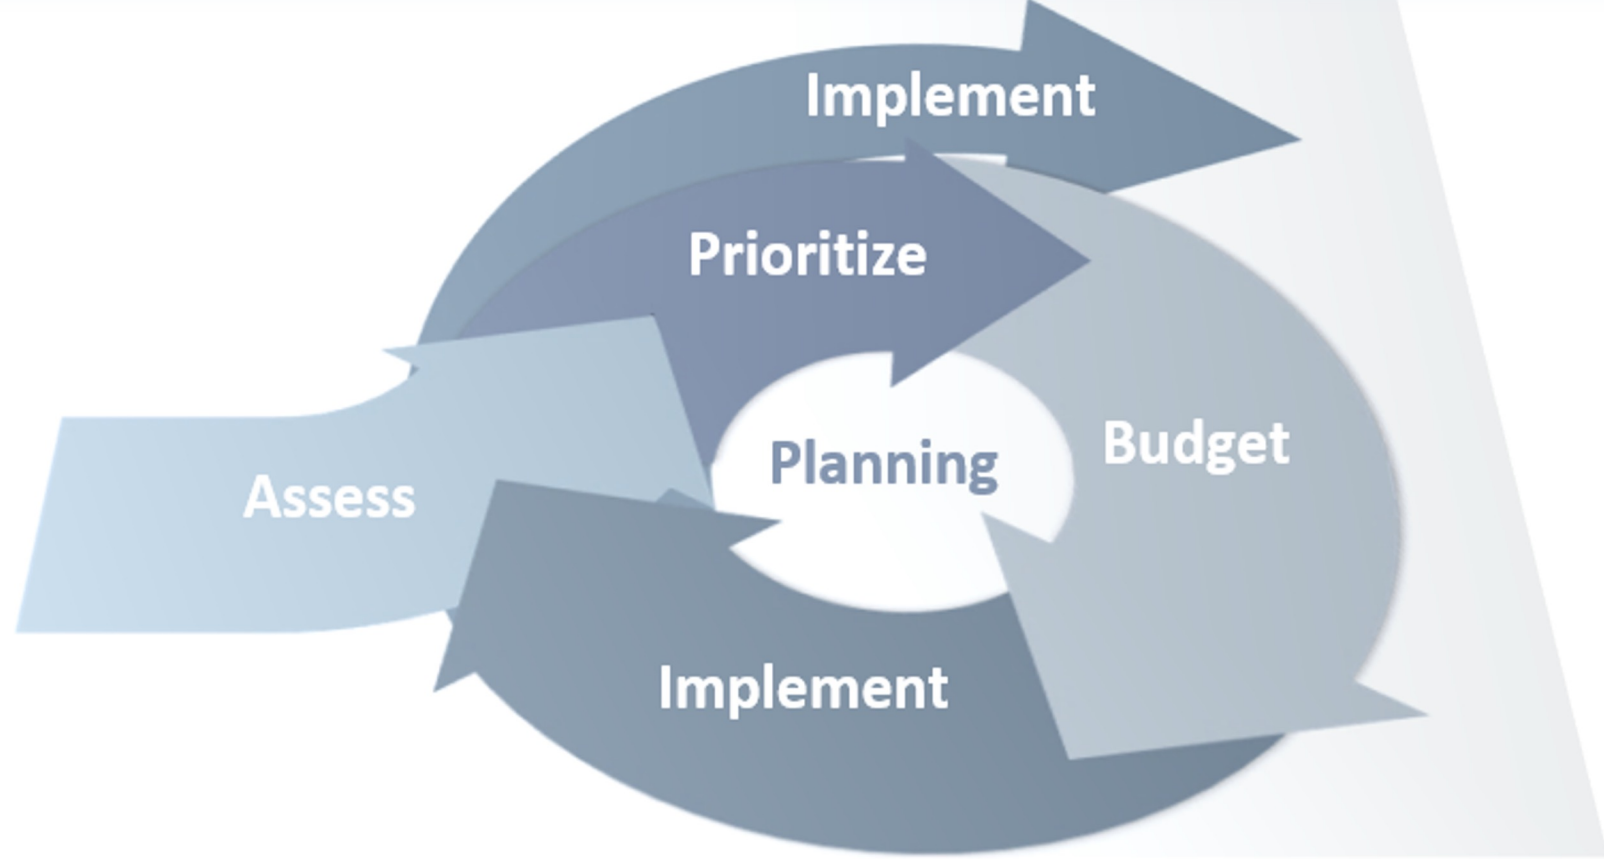 Implement
Prioritize
Budget
Planning
Assess
Implement